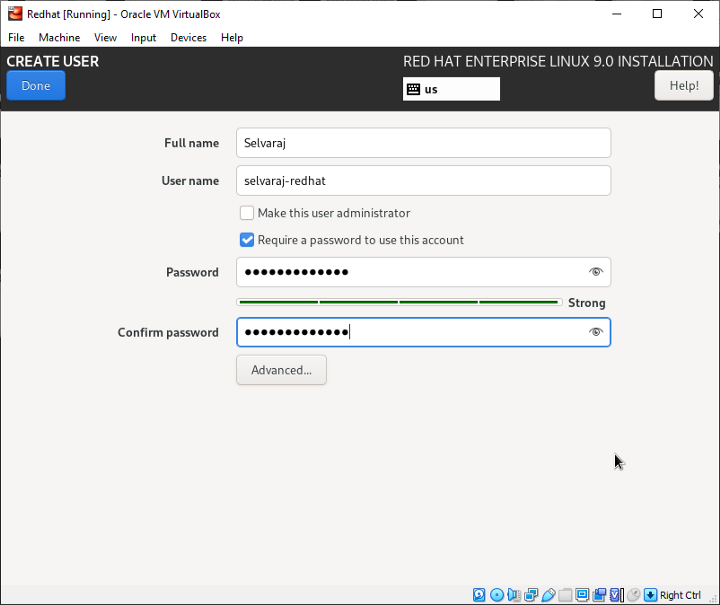 Redhat [Running] - Oracle VM VirtualBox
File Machine View Input Devices Help
CREATE USER
RED HAT ENTERPRISE LINUX 9.0 INSTALLATION
Done
us
Help!
Full name
Selvaraj
User name
selvaraj-redhat
Make this user administrator
Require a password to use this account
Password
●●●●●●●●●●●●●
Strong
Confirm password
●●●●●●●●●●●●●
Advanced...
Right Ctrl